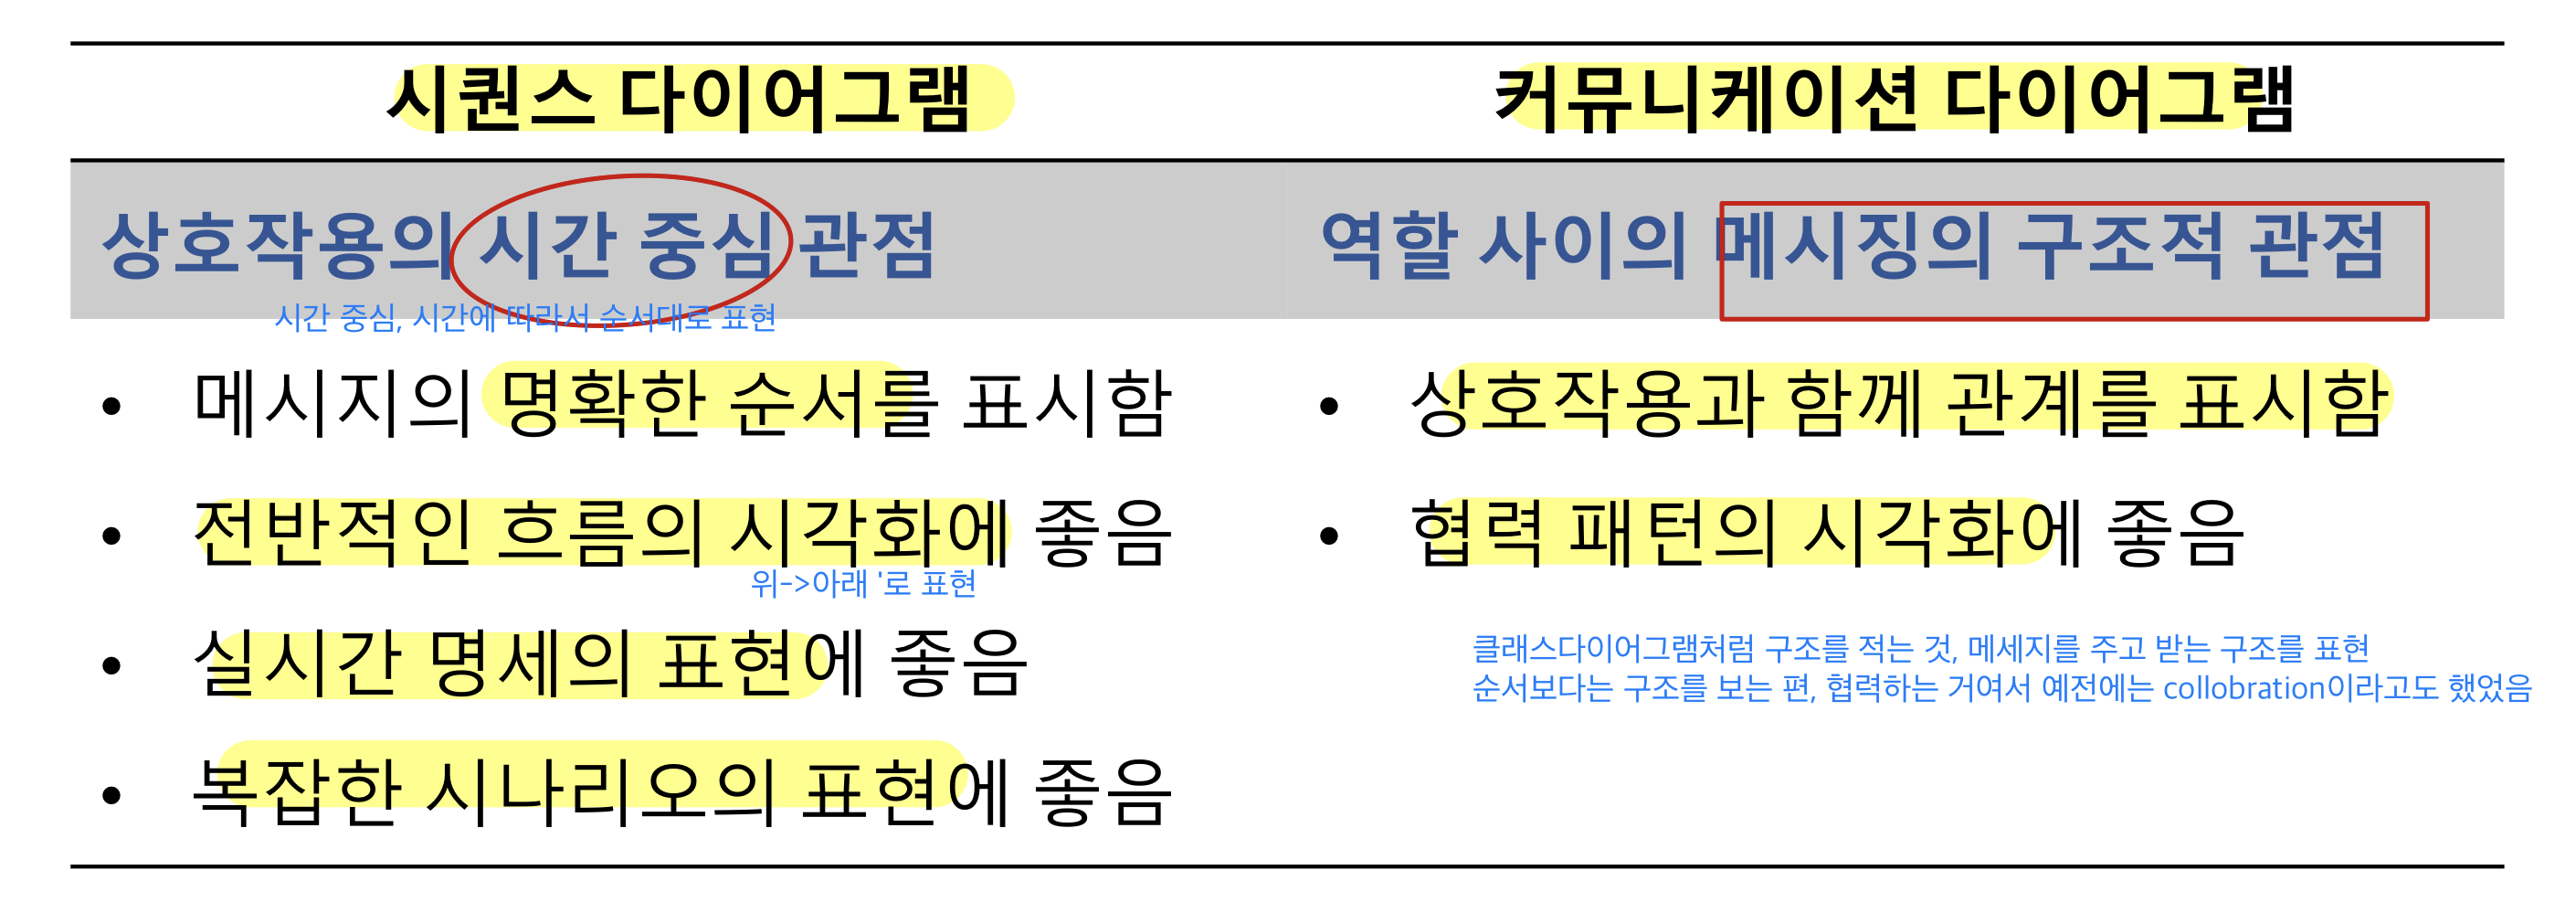 시퀀스 다이어그램
커뮤니케이션 다이어그램
상호작용의 시간 중심 관점
시간 중심, 시간에 따라서 순서대로 표현
역할 사이의 메시징의 구조적 관점
• 메시지의 명확한 순서를 표시함
• 전반적인 흐름의 시각화에 좋음
위->아래 '로 표현
• 실시간 명세의 표현에 좋음
• 복잡한 시나리오의 표현에 좋음
• 상호작용과 함께 관계를 표시함
• 협력 패턴의 시각화에 좋음
클래스다이어그램처럼 구조를 적는 것, 메세지를 주고 받는 구조를 표현
순서보다는 구조를 보는 편, 협력하는 거여서 예전에는 collobration이라고도 했었음